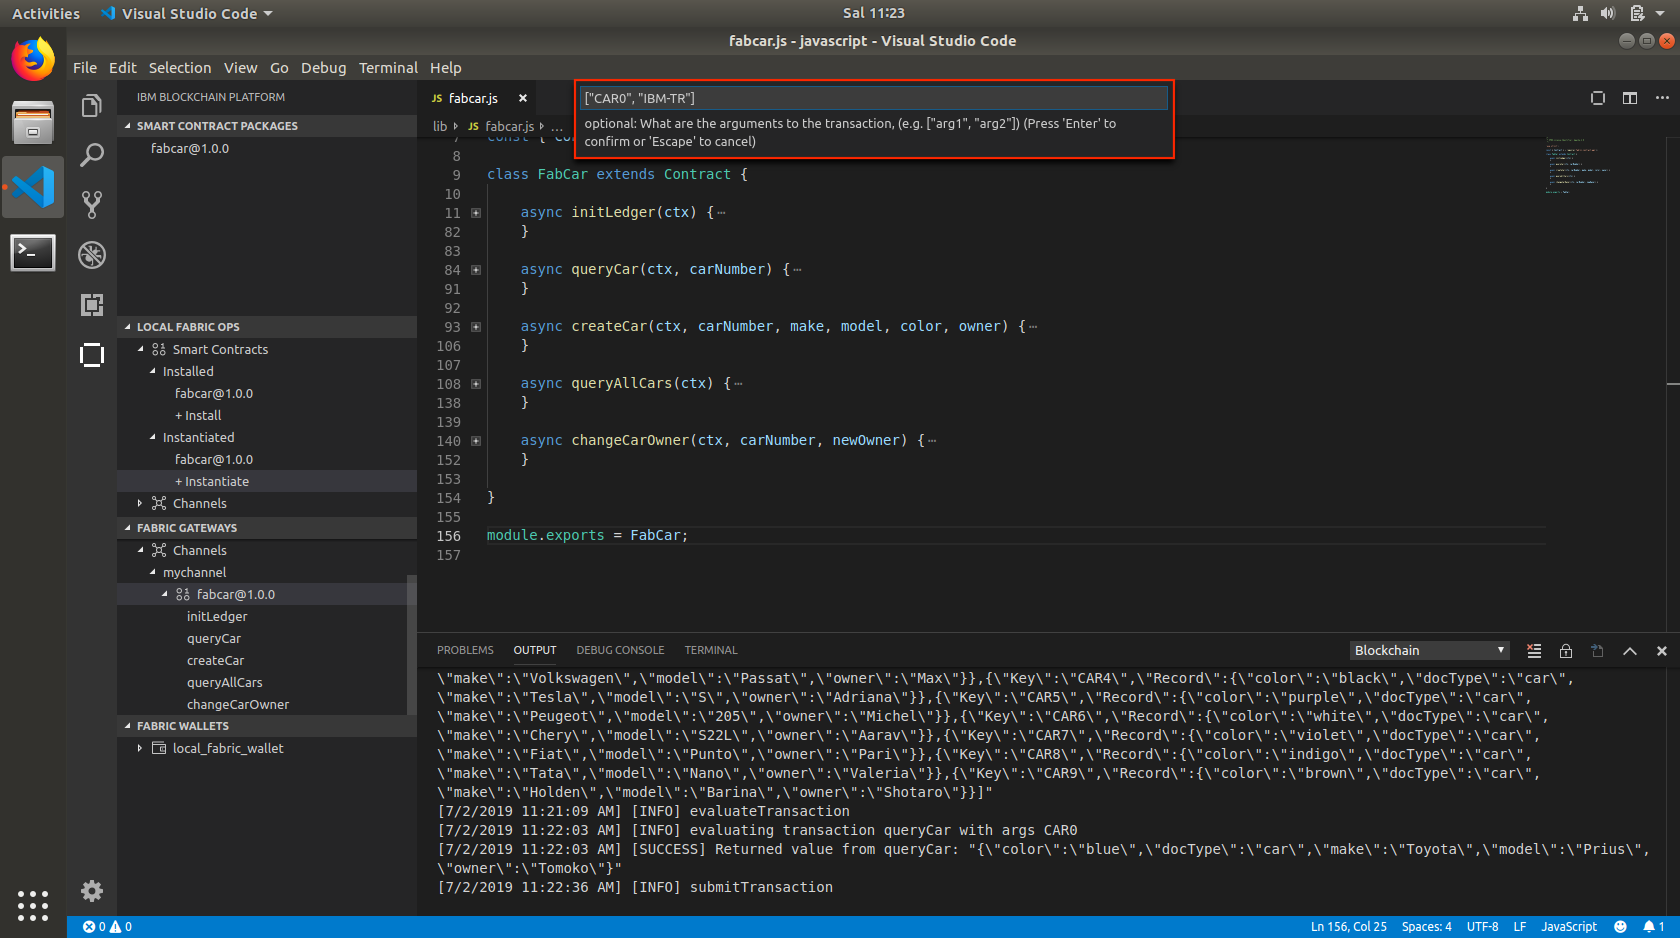 Activities
Visual Studio Code
Sal 11:23
fabcar.js - javascript - Visual Studio Code
File Edit Selection View Go Debug Terminal Help
IBM BLOCKCHAIN PLATFORM
SMART CONTRACT PACKAGES
fabcar@1.0.0
LOCAL FABRIC OPS
Smart Contracts
Installed
fabcar@1.0.0
+ Install
Instantiated
fabcar@1.0.0
+ Instantiate
Channels
FABRIC GATEWAYS
Channels
mychannel
fabcar@1.0.0
initLedger
queryCar
createCar
queryAllCars
changeCarOwner
FABRIC WALLETS
local_fabric_wallet
JS fabcar.js
["CAR0", "IBM-TR"]
optional: What are the arguments to the transaction, (e.g. ["arg1", "arg2"]) (Press 'Enter' to
confirm or 'Escape' to cancel)
lib JS fabcar.js ...
8
9 class FabCar extends Contract {
10
11 async initLedger(ctx) {…
82 }
83
84 async queryCar(ctx, carNumber) {…
91 }
92
93 async createCar(ctx, carNumber, make, model, color, owner) {…
106 }
107
108 async queryAllCars(ctx) {…
138 }
139
140 async changeCarOwner(ctx, carNumber, newOwner) {…
152 }
153
154 }
155
156 module.exports = FabCar;
157
PROBLEMS OUTPUT DEBUG CONSOLE TERMINAL
Blockchain
\"make\":\"Volkswagen\",\"model\":\"Passat\",\"owner\":\"Max\"}},{\"Key\":\"CAR4\",\"Record\":{\"color\":\"black\",\"docType\":\"car\",
\"make\":\"Tesla\",\"model\":\"S\",\"owner\":\"Adriana\"}},{\"Key\":\"CAR5\",\"Record\":{\"color\":\"purple\",\"docType\":\"car\",
\"make\":\"Peugeot\",\"model\":\"205\",\"owner\":\"Michel\"}},{\"Key\":\"CAR6\",\"Record\":{\"color\":\"white\",\"docType\":\"car\",
\"make\":\"Chery\",\"model\":\"S22L\",\"owner\":\"Aarav\"}},{\"Key\":\"CAR7\",\"Record\":{\"color\":\"violet\",\"docType\":\"car\",
\"make\":\"Fiat\",\"model\":\"Punto\",\"owner\":\"Pari\"}},{\"Key\":\"CAR8\",\"Record\":{\"color\":\"indigo\",\"docType\":\"car\",
\"make\":\"Tata\",\"model\":\"Nano\",\"owner\":\"Valeria\"}},{\"Key\":\"CAR9\",\"Record\":{\"color\":\"brown\",\"docType\":\"car\",
\"make\":\"Holden\",\"model\":\"Barina\",\"owner\":\"Shotaro\"}}]"
[7/2/2019 11:21:09 AM] [INFO] evaluateTransaction
[7/2/2019 11:22:03 AM] [INFO] evaluating transaction queryCar with args CAR0
[7/2/2019 11:22:03 AM] [SUCCESS] Returned value from queryCar: "{\"color\":\"blue\",\"docType\":\"car\",\"make\":\"Toyota\",\"model\":\"Prius\",
\"owner\":\"Tomoko\"}"
[7/2/2019 11:22:36 AM] [INFO] submitTransaction
0 0
Ln 156, Col 25 Spaces: 4 UTF-8 LF JavaScript 1